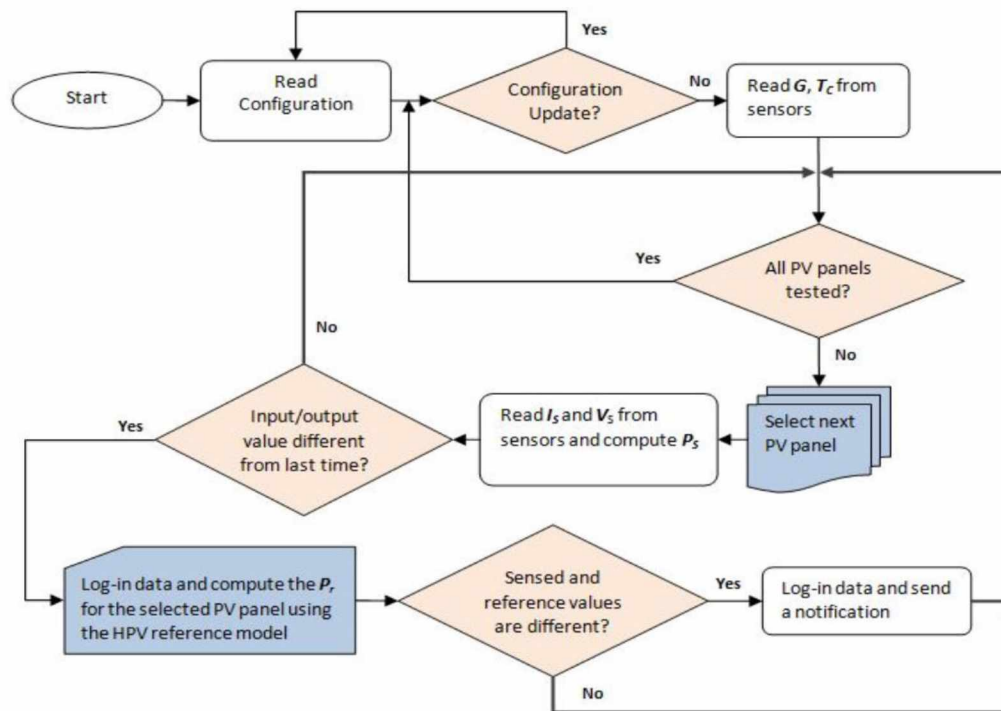 Yes
Start
Read
Configuration
Configuration
Update?
No
Read G, TC from
sensors
Yes
All PV panels
tested?
No
No
Select next
PV panel
Read IS and VS from
sensors and compute PS
Input/output
value different
from last time?
Yes
Log-in data and compute the Pr
for the selected PV panel using
the HPV reference model
Sensed and
reference values
are different?
Yes
Log-in data and send
a notification
No